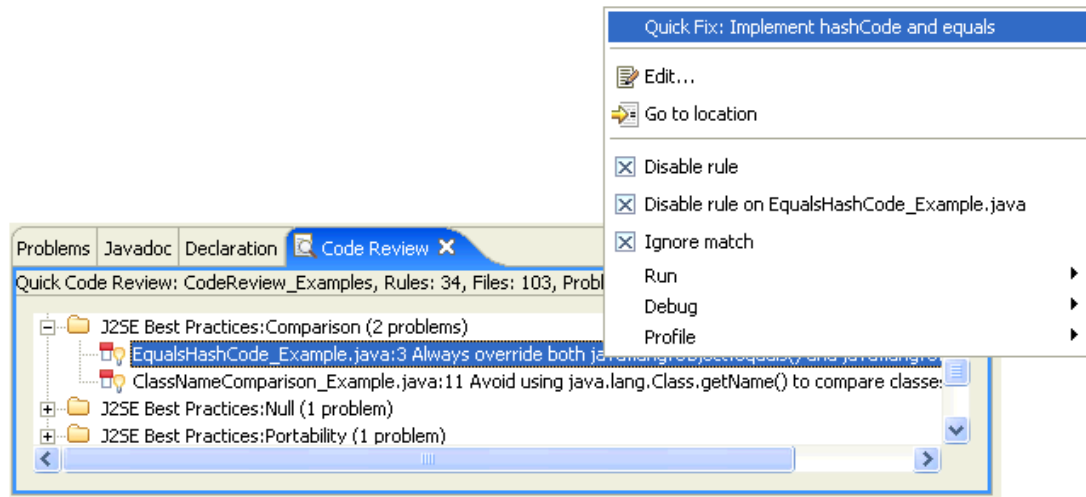 Quick Fix: Implement hashCode and equals
Edit...
Go to location
Disable rule
Disable rule on EqualsHashCode_Example.java
Ignore match
Run
Debug
Profile
Problems Javadoc Declaration Code Review
Quick Code Review: CodeReview_Examples, Rules: 34, Files: 103, Probl
J2SE Best Practices:Comparison (2 problems)
EqualsHashCode_Example.java:3 Always override both
ClassNameComparison_Example.java:11 Avoid using java.lang.Class.getName() to compare classes
J2SE Best Practices:Null (1 problem)
J2SE Best Practices:Portability (1 problem)